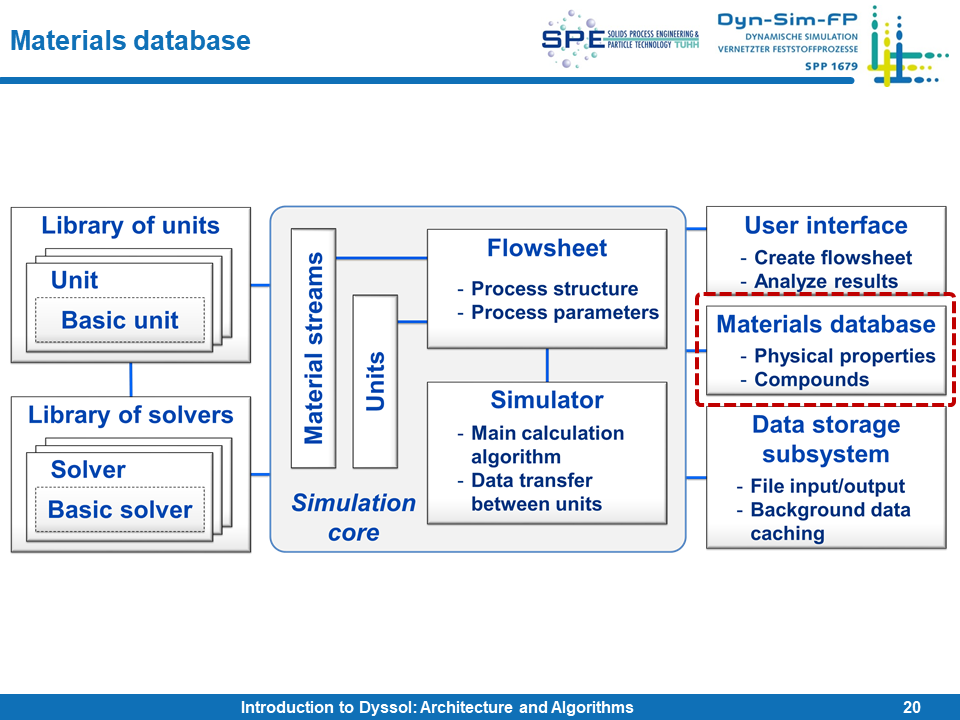 Materials database
SPE SOLIDS PROCESS ENGINEERING &
PARTICLE TECHNOLOGY TUHH
Dyn-Sim-FP
DYNAMISCHE SIMULATION
VERNETZTER FESTSTOFFPROZESSE
SPP 1679
Library of units
Unit
Basic unit
Library of solvers
Solver
Basic solver
Material streams
Units
Simulation
core
Flowsheet
- Process structure
- Process parameters
Simulator
- Main calculation
algorithm
- Data transfer
between units
User interface
- Create flowsheet
- Analyze results
Materials database
- Physical properties
- Compounds
Data storage
subsystem
- File input/output
- Background data
caching
Introduction to Dyssol: Architecture and Algorithms
20